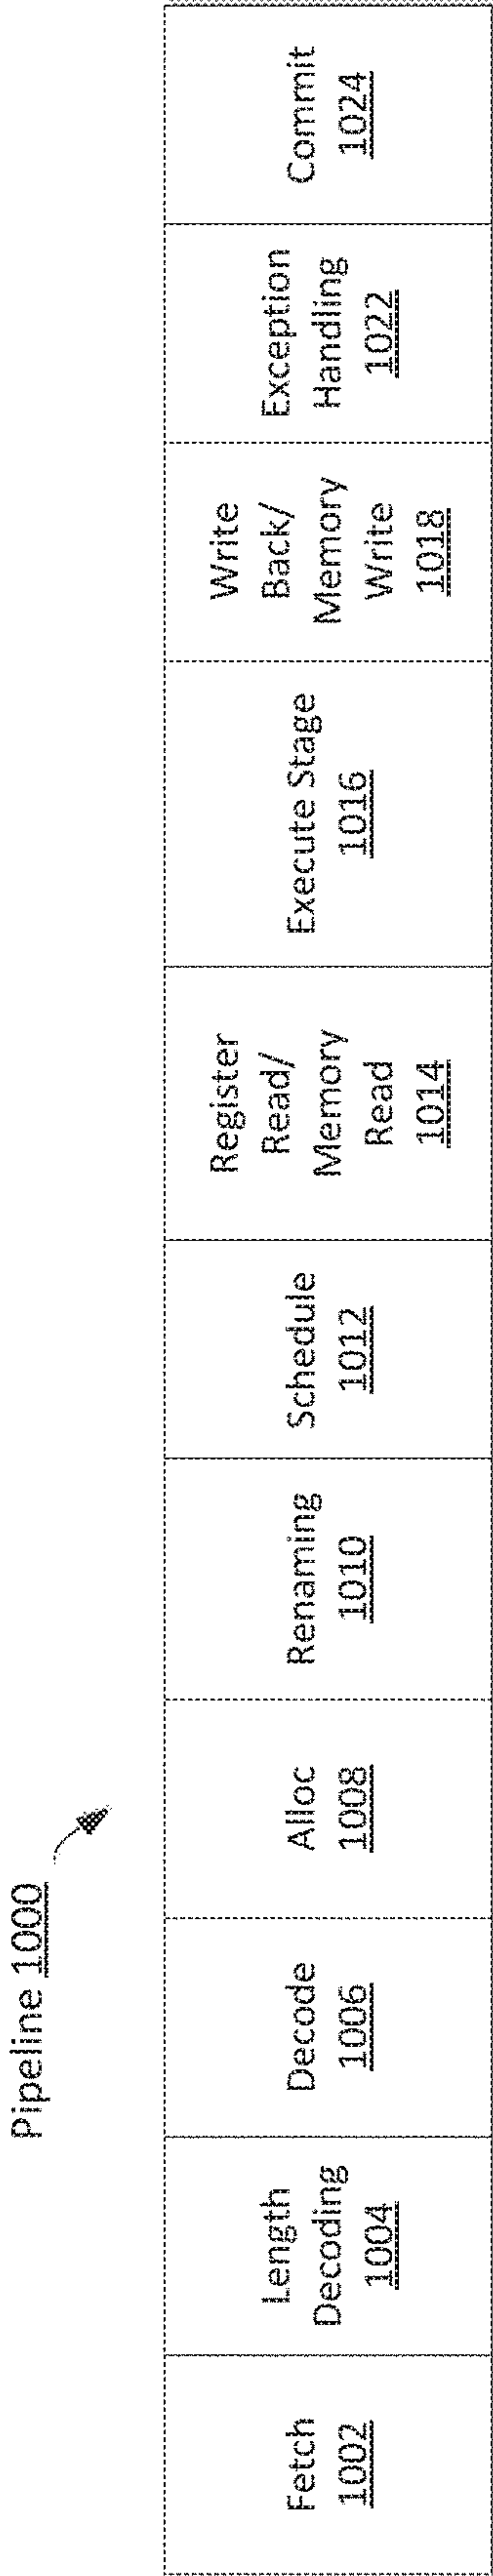 Pipeline 1000
Fetch
1002
Length
Decoding
1004
Decode
1006
Alloc
1008
Renaming
1010
Schedule
1012
Register
Read/
Memory
Read
1014
Execute Stage
1016
Write
Back/
Memory
Write
1018
Exception
Handling
1022
Commit
1024